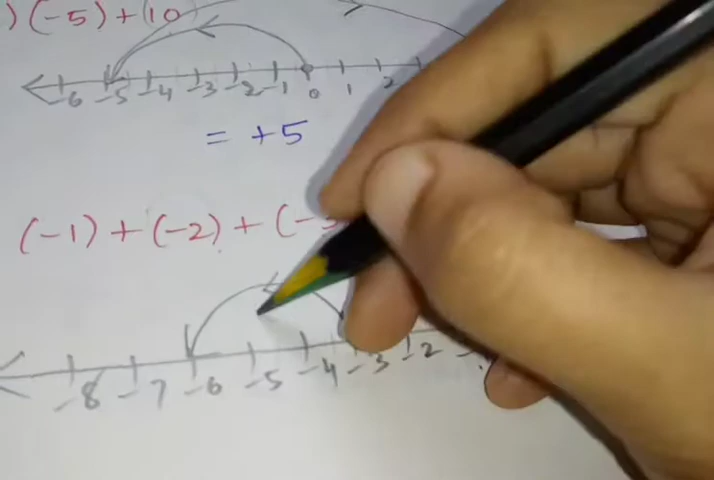 ) (-5) + (10
-6 -5 -4 -3 -2 -1 0 1 2
= +5
(-1) + (-2) + (-3
-8 -7 -6 -5 -4 -3 -2